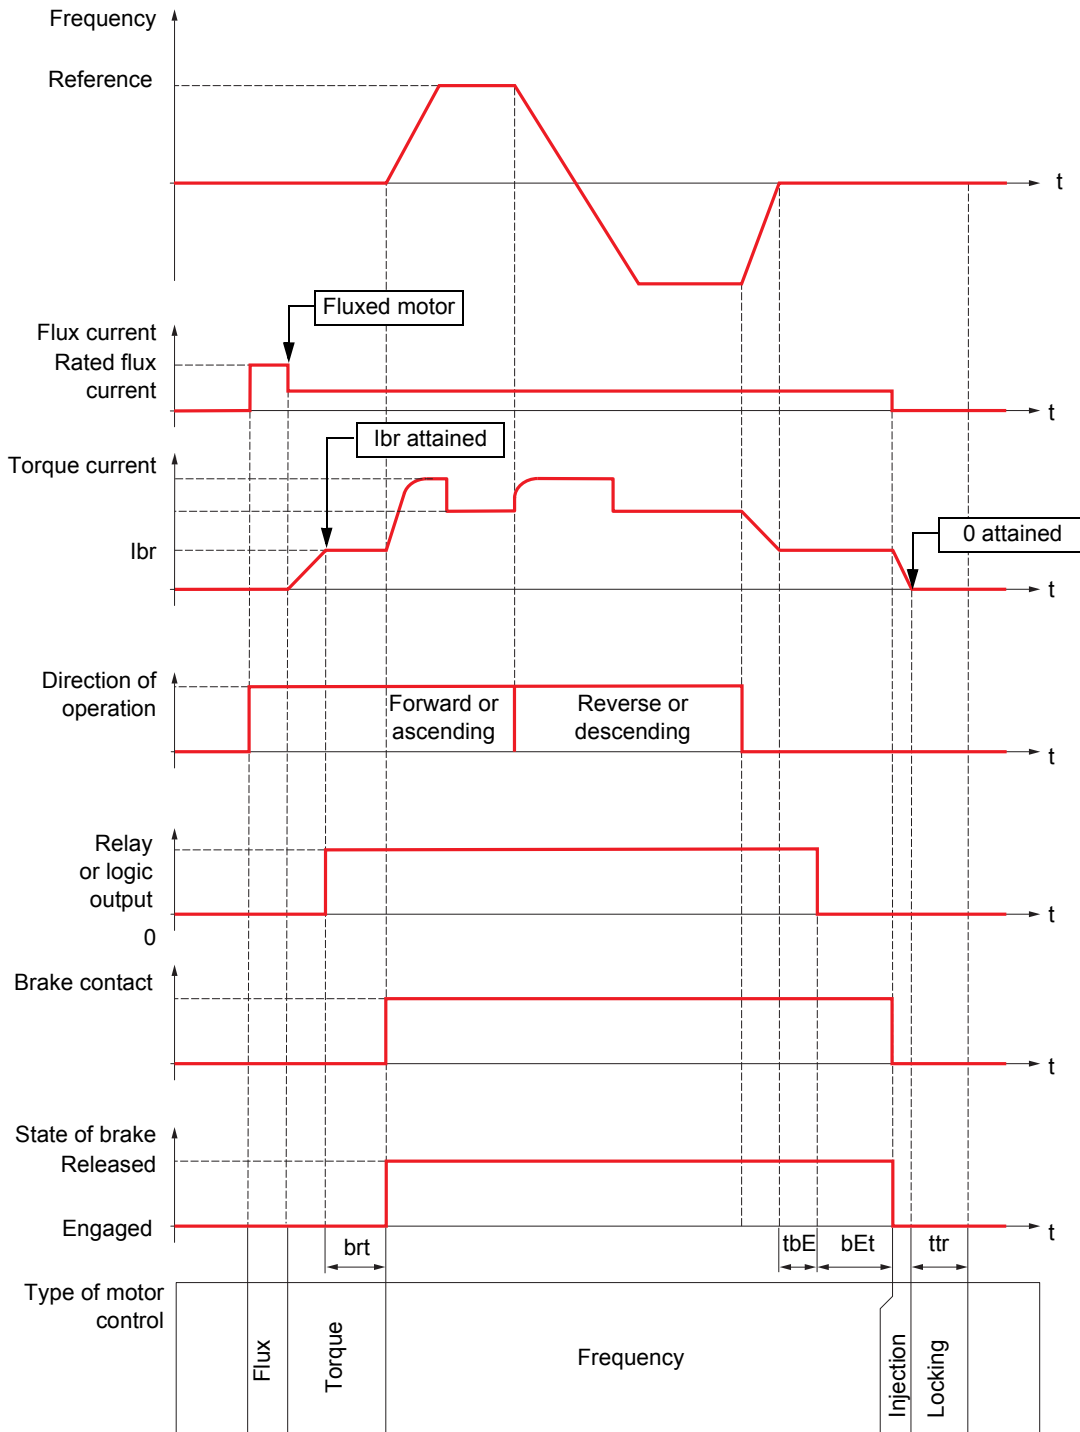 Frequency
Reference
t
Fluxed motor
Flux current
Rated flux
current
t
Ibr attained
Torque current
0 attained
Ibr
t
Direction of
operation
Forward or
ascending
Reverse or
descending
t
Relay
or logic
output
0
t
Brake contact
t
State of brake
Released
Engaged
t
brt
tbE
bEt
ttr
Type of motor
control
Flux
Torque
Frequency
Injection
Locking